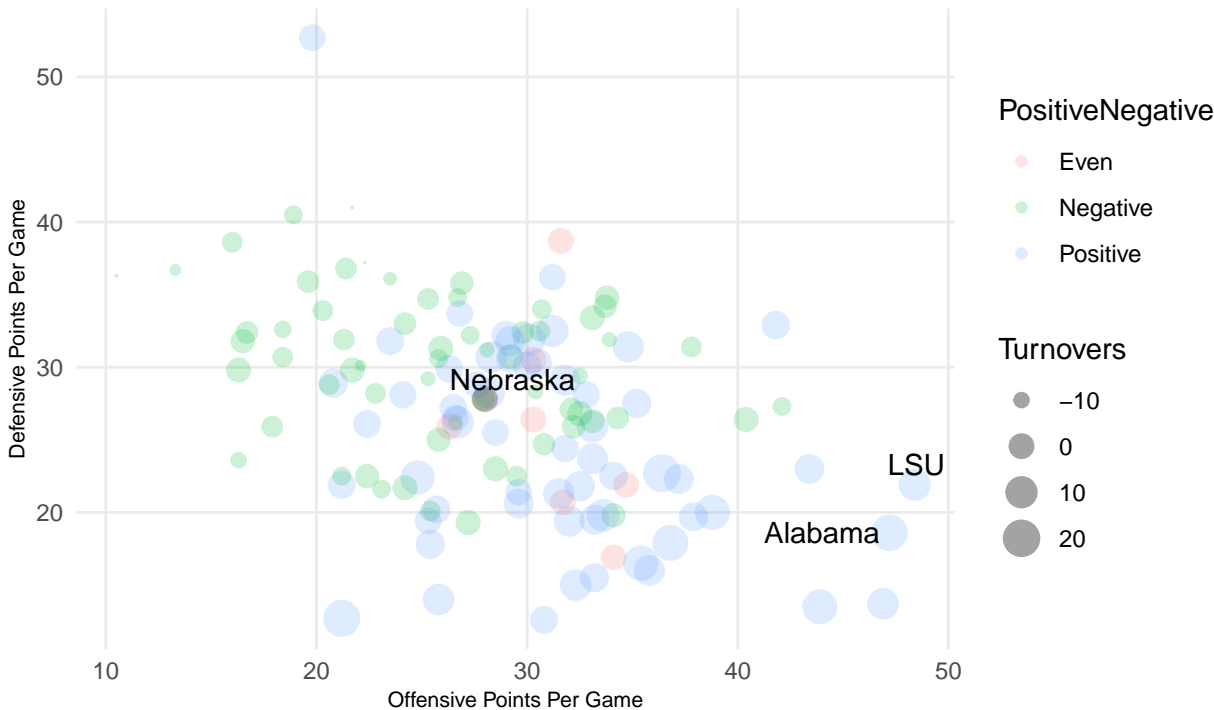 50
40
30
20
Defensive Points Per Game
Nebraska
LSU
Alabama
10
20
30
40
50
Offensive Points Per Game
PositiveNegative
Even
Negative
Positive
Turnovers
−10
0
10
20